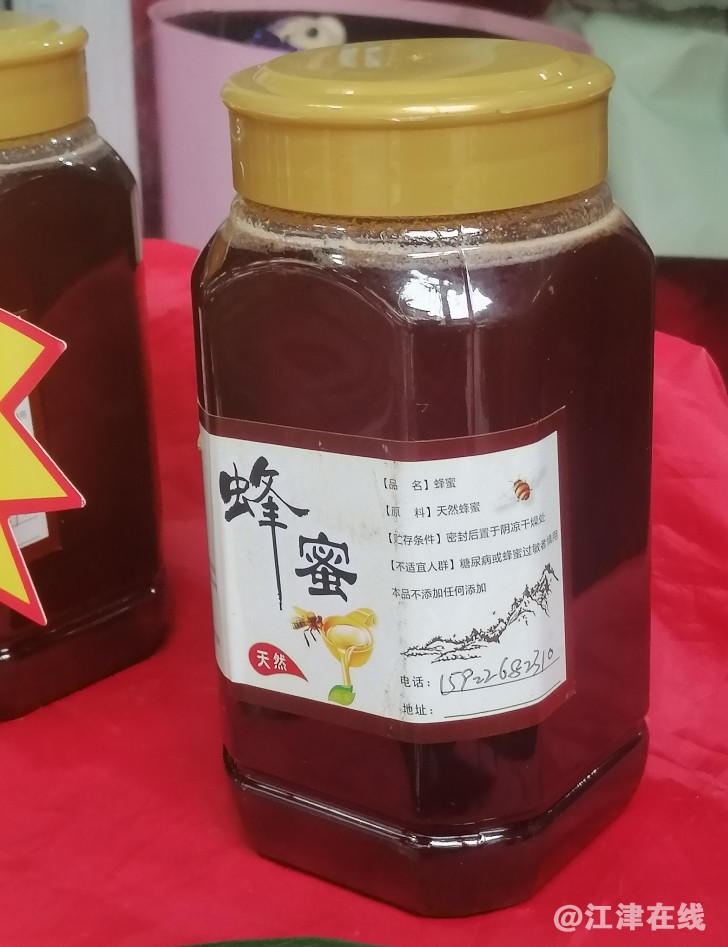 蜂蜜
天然
【品 名】蜂蜜
【原 料】天然蜂蜜
【贮存条件】密封后置于阴凉干燥处
【不适宜人群】糖尿病或蜂蜜过敏者慎用
本品不添加任何添加
电话：15922682310
地址：
@江津在线